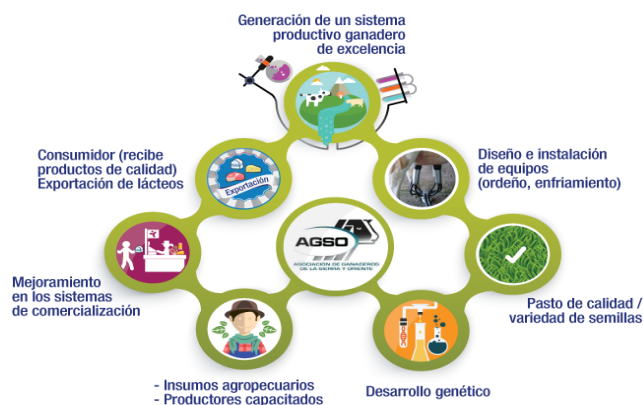 Generación de un sistema
productivo ganadero
de excelencia
Consumidor (recibe
productos de calidad)
Exportación de lácteos
Exportación
Diseño e instalación
de equipos
(ordeño, enfriamiento)
AGSO
ASOCIACIÓN DE GANADEROS
DE LA SIERRA Y ORIENTE
Mejoramiento
en los sistemas
de comercialización
Pasto de calidad /
variedad de semillas
- Insumos agropecuarios
- Productores capacitados
Desarrollo genético